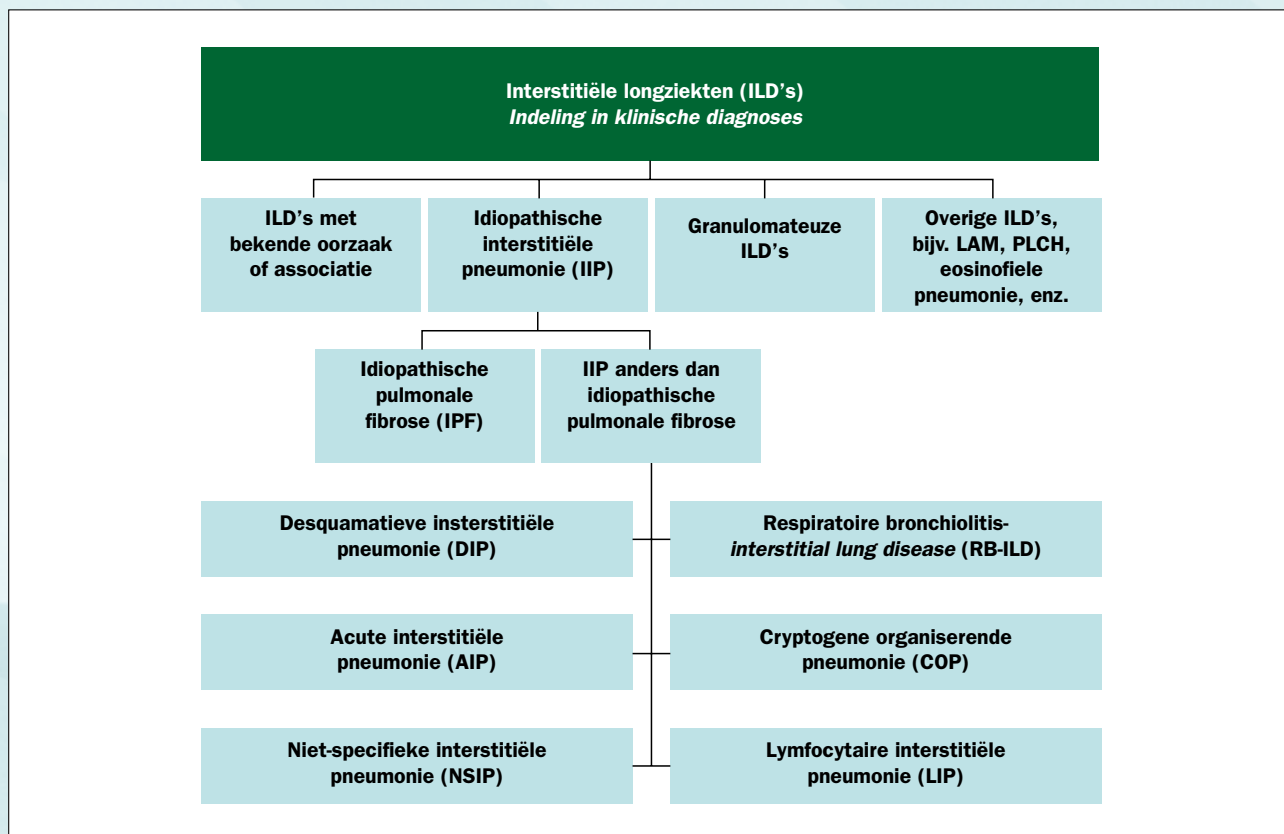 Interstitiële longziekten (ILD’s)
Indeling in klinische diagnoses
ILD’s met
bekende oorzaak
of associatie
Idiopathische
interstitiële
pneumonie (IIP)
Granulomateuze
ILD’s
Overige ILD’s,
bijv. LAM, PLCH,
eosinofiele
pneumonie, enz.
Idiopathische
pulmonale
fibrose (IPF)
IIP anders dan
idiopathische
pulmonale fibrose
Desquamatieve insterstitiële
pneumonie (DIP)
Respiratoire bronchiolitis-
interstitial lung disease (RB-ILD)
Acute interstitiële
pneumonie (AIP)
Cryptogene organiserende
pneumonie (COP)
Niet-specifieke interstitiële
pneumonie (NSIP)
Lymfocytaire interstitiële
pneumonie (LIP)